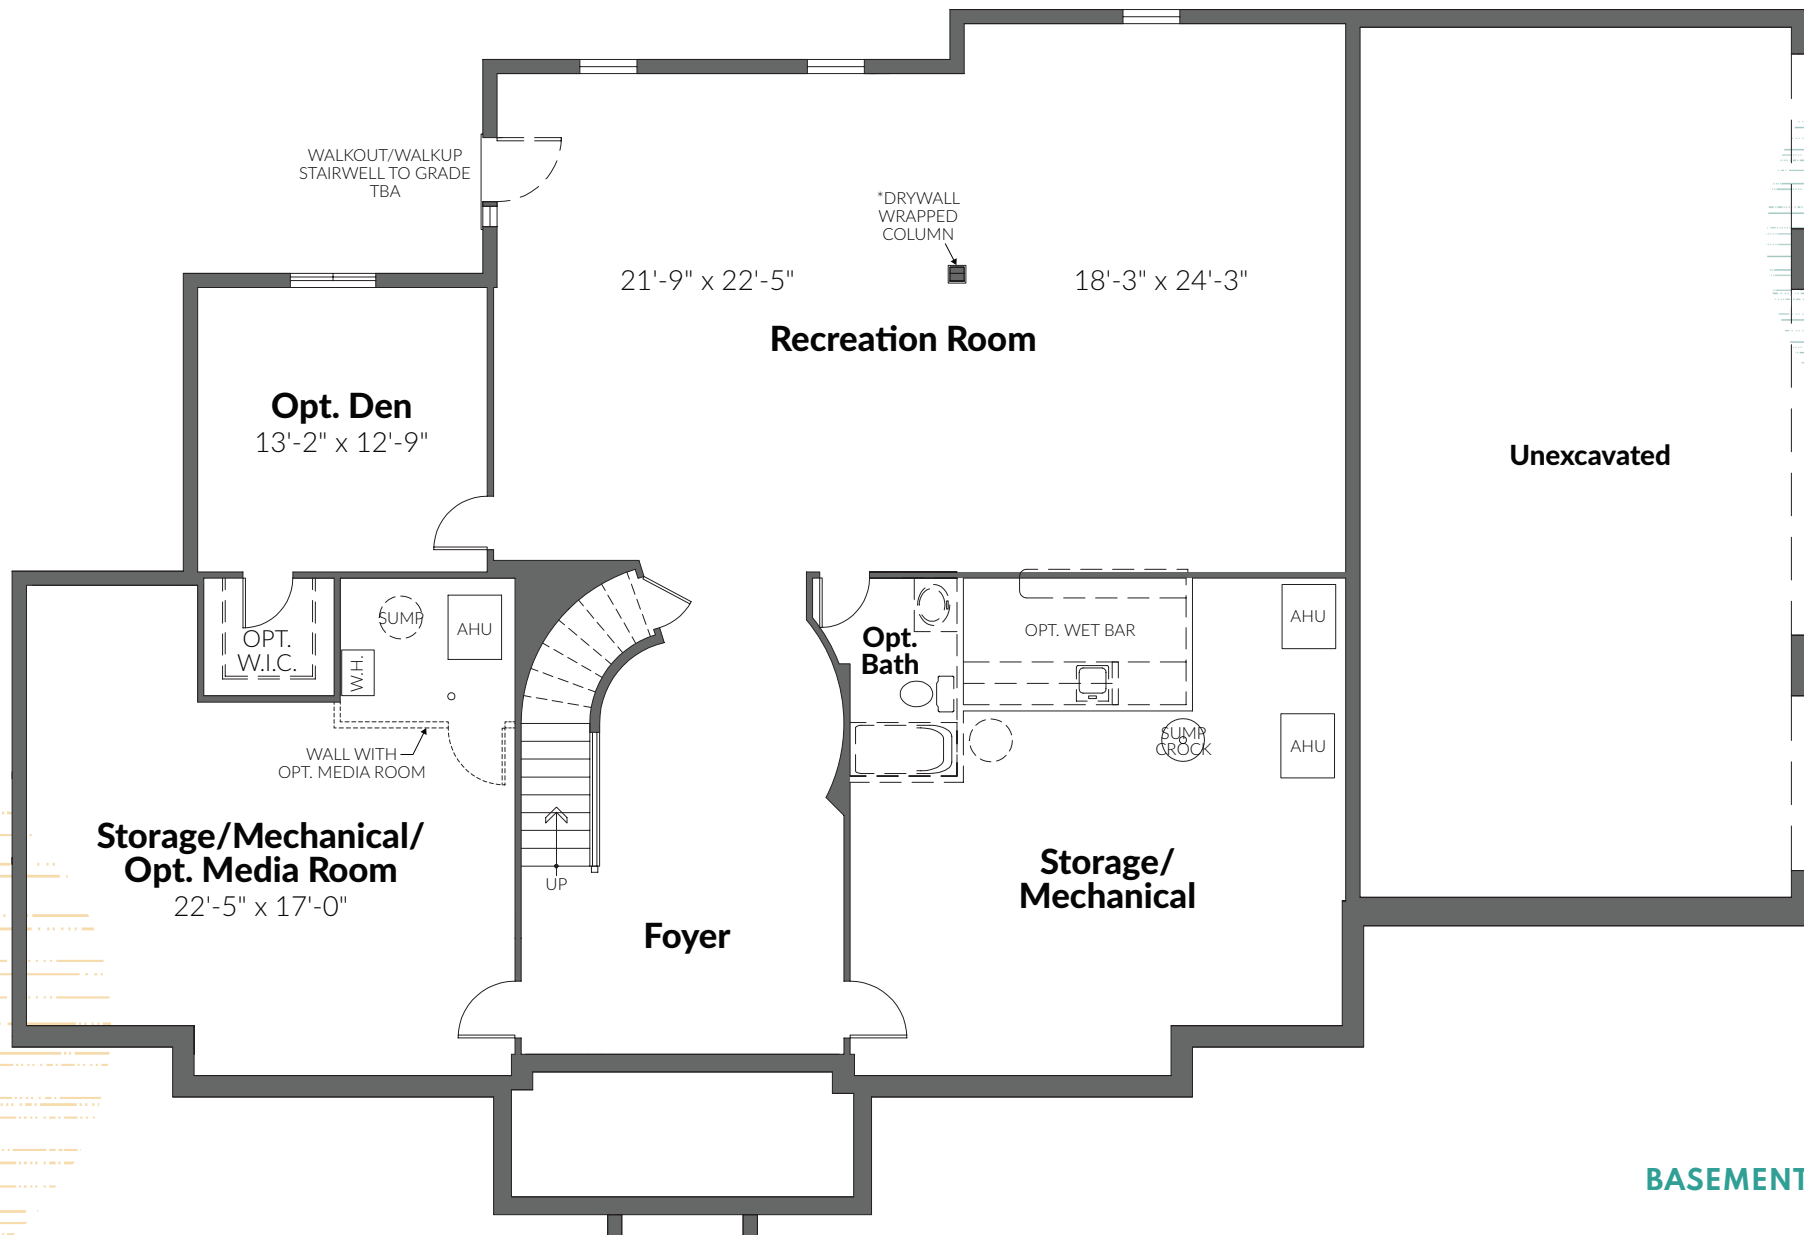 WALKOUT/WALKUP
STAIRWELL TO GRADE
TBA
*DRYWALL
WRAPPED
COLUMN
21'-9" x 22'-5"
18'-3" x 24'-3"
Recreation Room
Opt. Den
13'-2" x 12'-9"
Unexcavated
OPT.
W.I.C.
SUMP
AHU
W.H.
WALL WITH
OPT. MEDIA ROOM
Opt.
Bath
OPT. WET BAR
AHU
SUMP
CROCK
AHU
Storage/Mechanical/
Opt. Media Room
22'-5" x 17'-0"
UP
Foyer
Storage/
Mechanical
BASEMENT